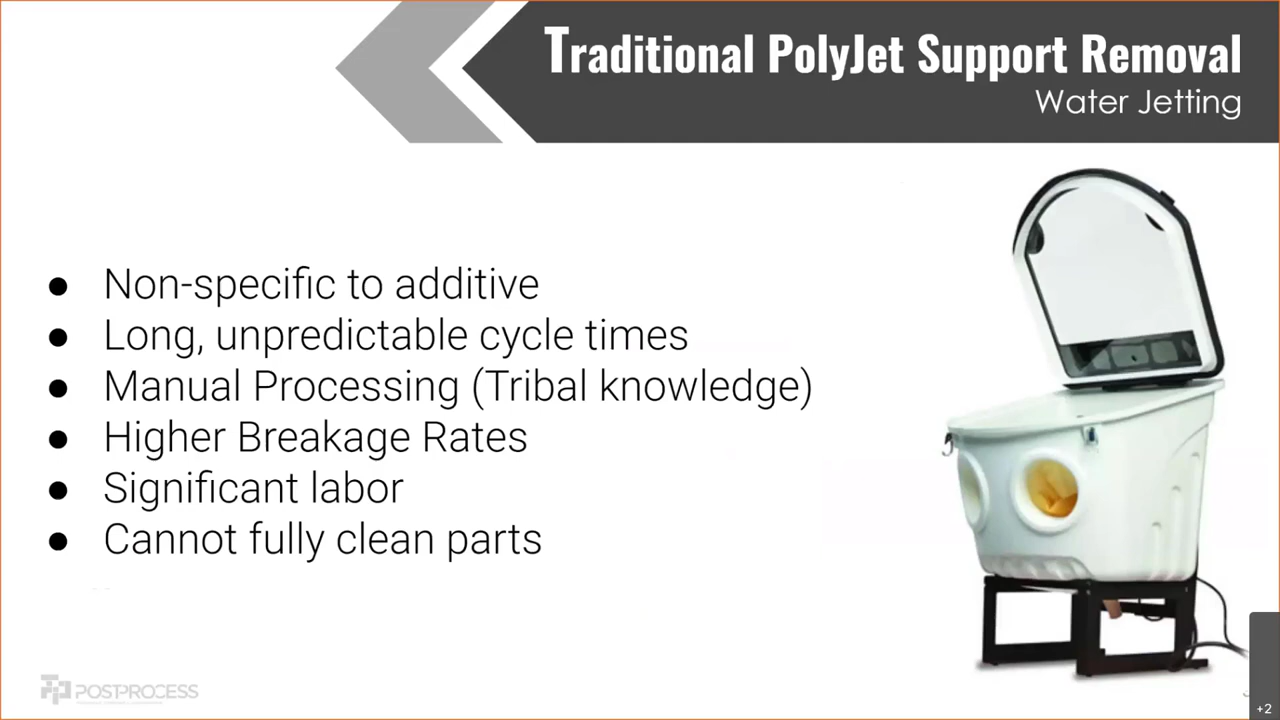 Traditional PolyJet Support Removal
Water Jetting
● Non-specific to additive
● Long, unpredictable cycle times
● Manual Processing (Tribal knowledge)
● Higher Breakage Rates
● Significant labor
● Cannot fully clean parts
POSTPROCESS
+2